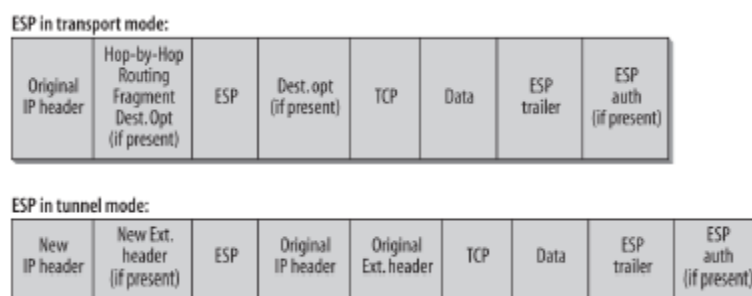 ESP in transport mode:
Original
IP header
Hop-by-Hop
Routing
Fragment
Dest. Opt
(if present)
ESP
Dest. opt
(if present)
TCP
Data
ESP
trailer
ESP
auth
(if present)
ESP in tunnel mode:
New
IP header
New Ext.
header
(if present)
ESP
Original
IP header
Original
Ext. header
TCP
Data
ESP
trailer
ESP
auth
(if present)